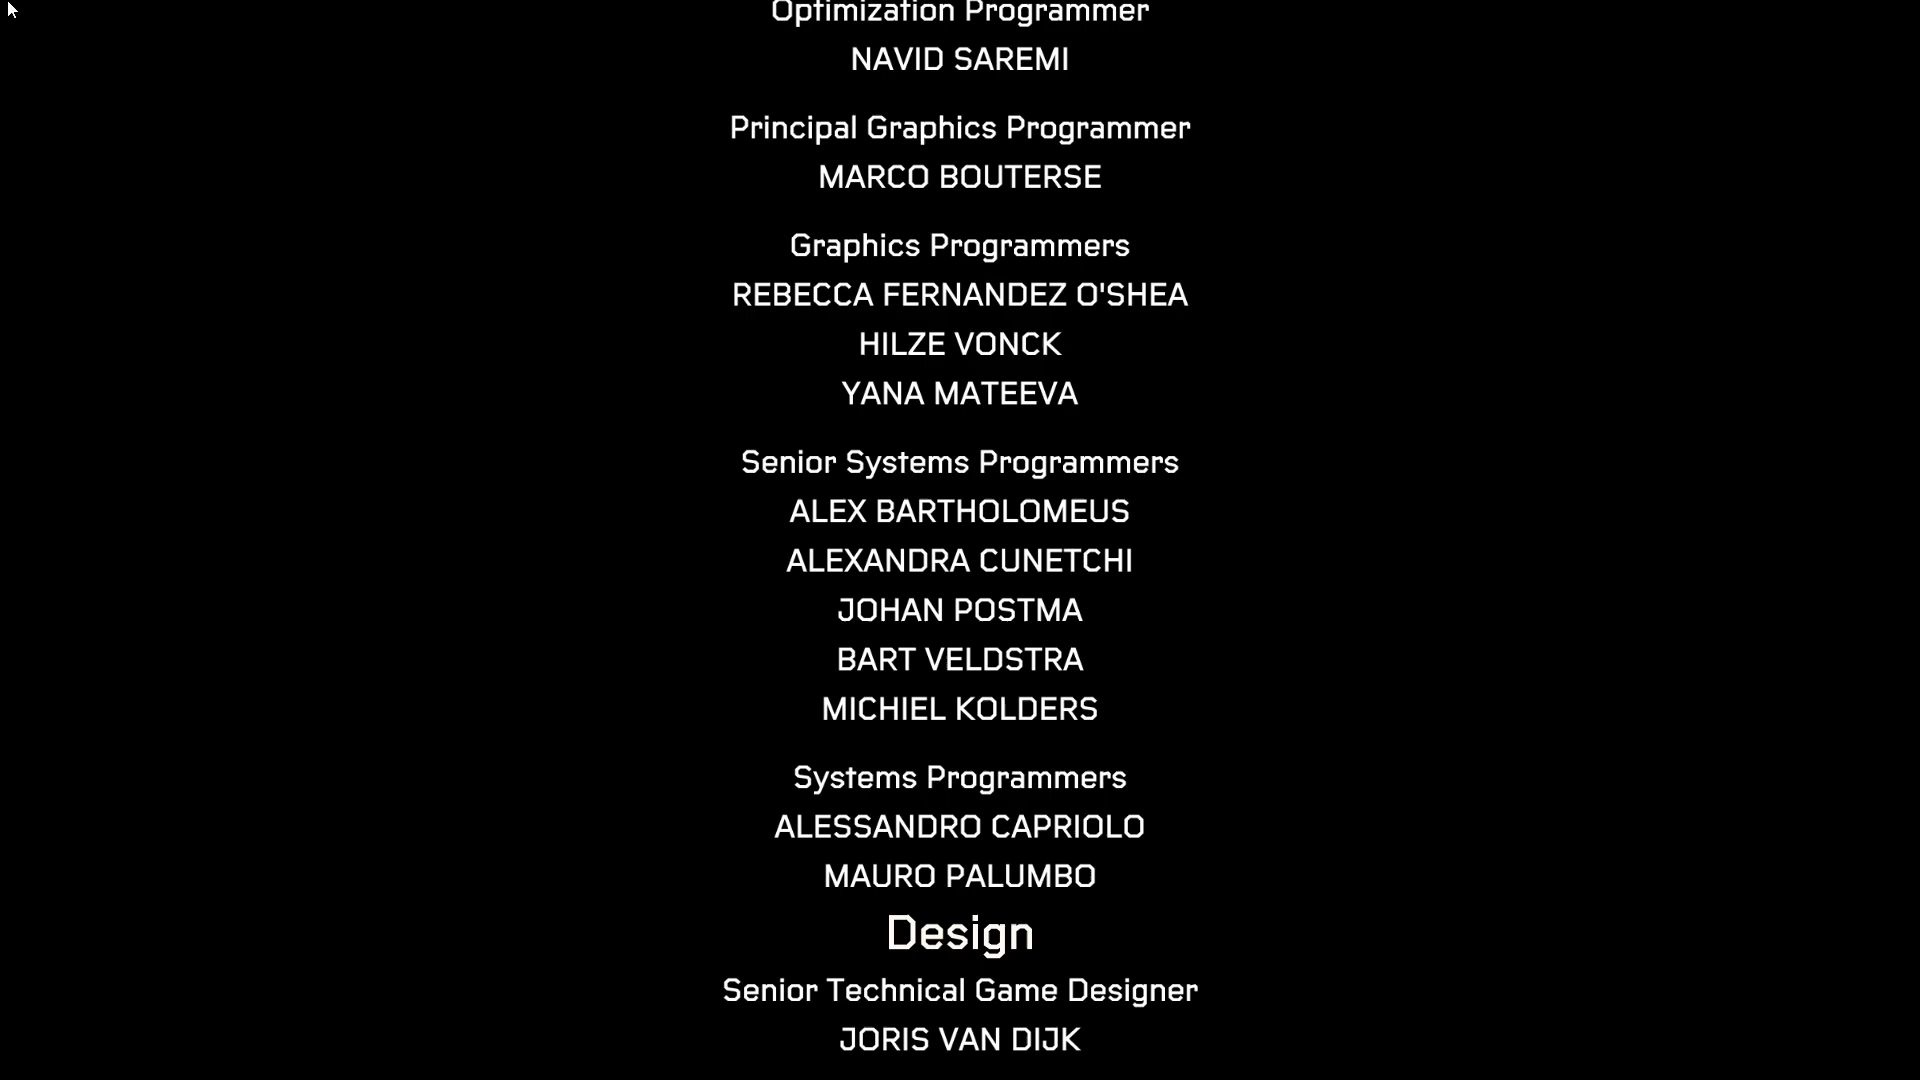 Optimization Programmer
NAVID SAREMI
Principal Graphics Programmer
MARCO BOUTERSE
Graphics Programmers
REBECCA FERNANDEZ O'SHEA
HILZE VONCK
YANA MATEEVA
Senior Systems Programmers
ALEX BARTHOLOMEUS
ALEXANDRA CUNETCHI
JOHAN POSTMA
BART VELDSTRA
MICHIEL KOLDERS
Systems Programmers
ALESSANDRO CAPRIOLO
MAURO PALUMBO
Design
Senior Technical Game Designer
JORIS VAN DIJK